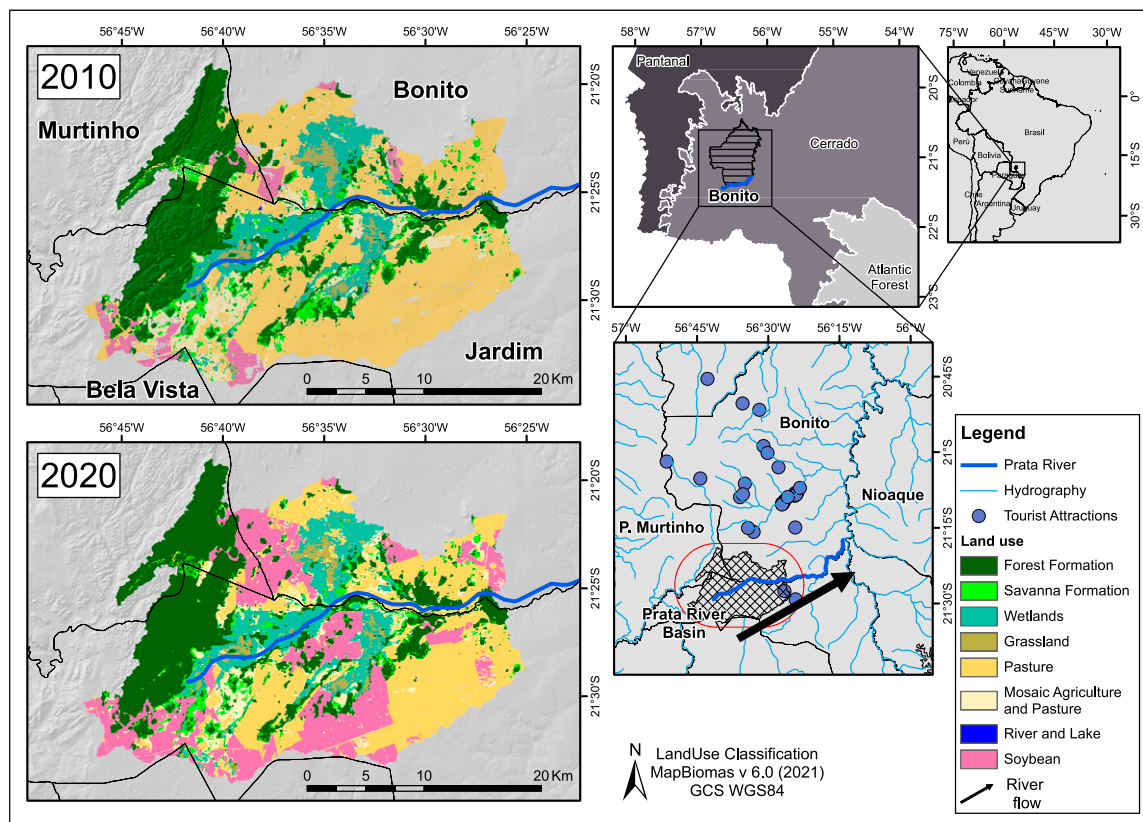 56°45'W 56°40'W 56°35'W 56°30'W 56°25'W
2010
Murtinho
Bonito
Jardim
Bela Vista
21°20'S
21°25'S
21°30'S
0 5 10 20 Km
56°45'W 56°40'W 56°35'W 56°30'W 56°25'W
2020
21°20'S
21°25'S
21°30'S
0 5 10 20 Km
58°W 57°W 56°W 55°W 54°W
Pantanal
Cerrado
Bonito
Atlantic
Forest
20°S
21°S
22°S
23°S
75°W 60°W 45°W 30°W
Venezuela
Colombia
Brasil
Perú
Bolivia
Argentina
Uruguay
0°
15°S
30°S
57°W 56°45'W 56°30'W 56°15'W 56°W
Bonito
Nioaque
P. Murtinho
Prata River
Basin
20°45'S
21°S
21°15'S
21°30'S
N
LandUse Classification
MapBiomas v 6.0 (2021)
GCS WGS84
Legend
Prata River
Hydrography
Tourist Attractions
Land use
Forest Formation
Savanna Formation
Wetlands
Grassland
Pasture
Mosaic Agriculture
and Pasture
River and Lake
Soybean
River
flow